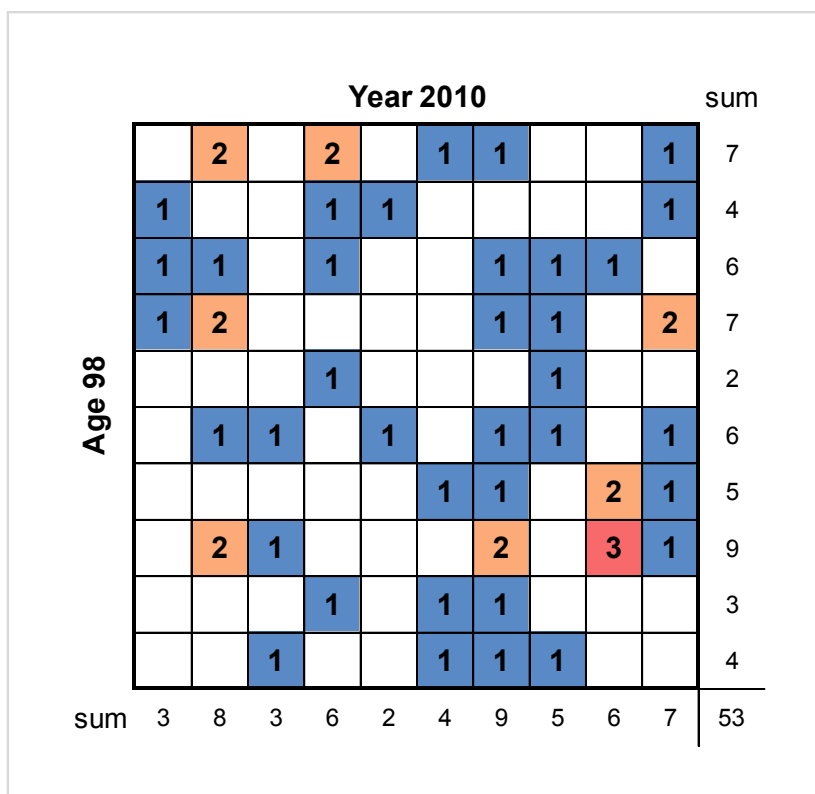 Year 2010 sum
2 2 1 1 1 7
1 1 1 1 4
1 1 1 1 1 1 6
1 2 1 1 2 7
Age 98
1 1 2
1 1 1 1 1 1 6
1 1 2 1 5
2 1 2 3 1 9
1 1 1 3
1 1 1 1 4
sum 3 8 3 6 2 4 9 5 6 7 53